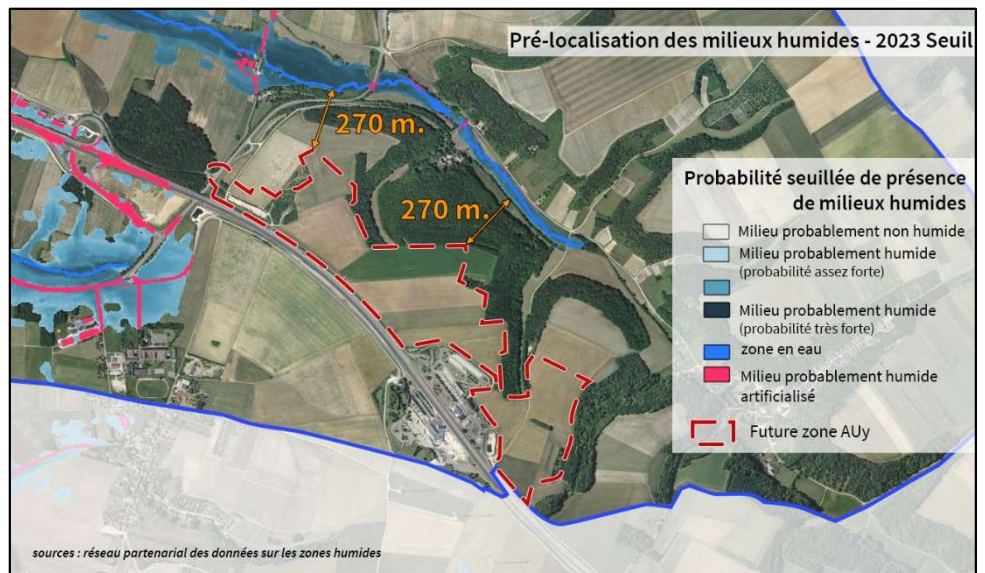 Pré-localisation des milieux humides - 2023 Seuil
270 m.
270 m.
Probabilité seuillée de présence
de milieux humides
Milieu probablement non humide
Milieu probablement humide
(probabilité assez forte)
Milieu probablement humide
(probabilité très forte)
zone en eau
Milieu probablement humide
artificialisé
Future zone AUy
sources : réseau partenarial des données sur les zones humides